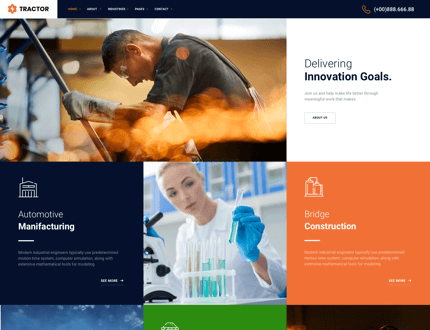 TRACTOR
HOME ABOUT INDUSTRIES PAGES CONTACT
(+00)888.666.88
Delivering
Innovation Goals.
Join us and help make life better through
meaningful work that makes.
ABOUT US
Automotive
Manifacturing
Modern industrial engineers typically use predetermined
motion time system, computer simulation, along with
extensive mathematical tools for modeling
SEE MORE
Bridge
Construction
Modern industrial engineers typically use predetermined
motion time system, computer simulation, along with
extensive mathematical tools for modeling
SEE MORE